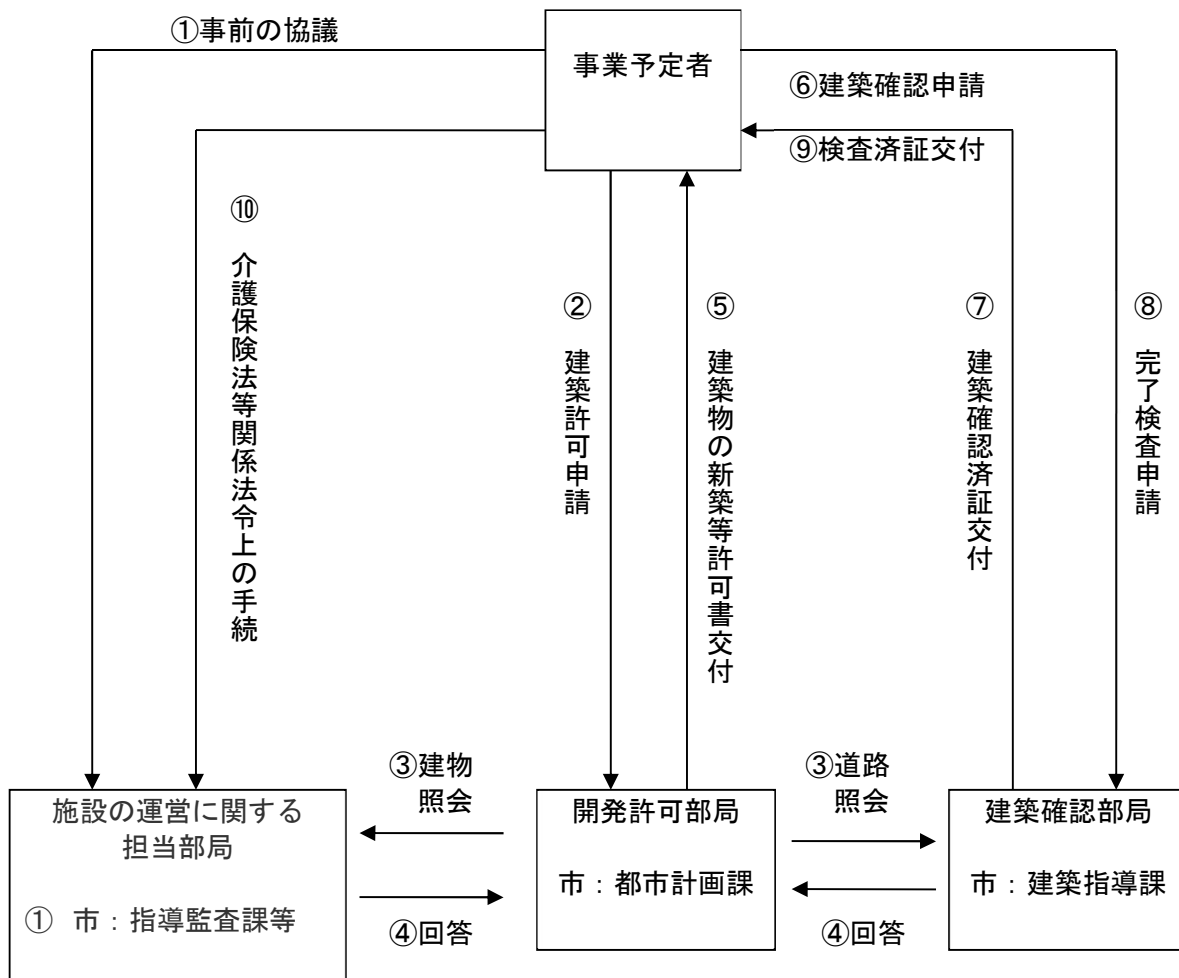 ①事前の協議
事業予定者
⑥建築確認申請
⑨検査済証交付
⑩ 介護保険法等関係法令上の手続
② 建築許可申請
⑤ 建築物の新築等許可書交付
⑦ 建築確認済証交付
⑧ 完了検査申請
③建物
照会
③道路
照会
施設の運営に関する
担当部局
① 市：指導監査課等
開発許可部局
市：都市計画課
建築確認部局
市：建築指導課
④回答
④回答